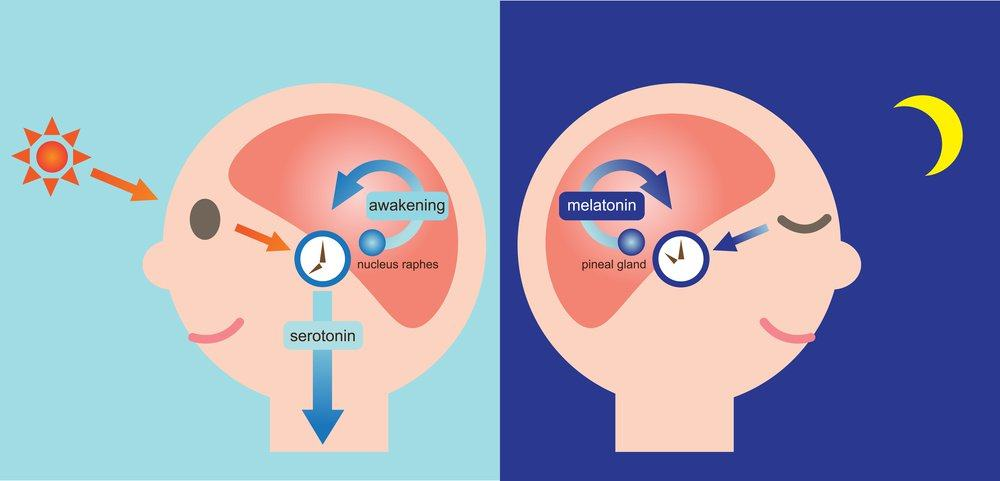 awakening
nucleus raphes
serotonin
melatonin
pineal gland